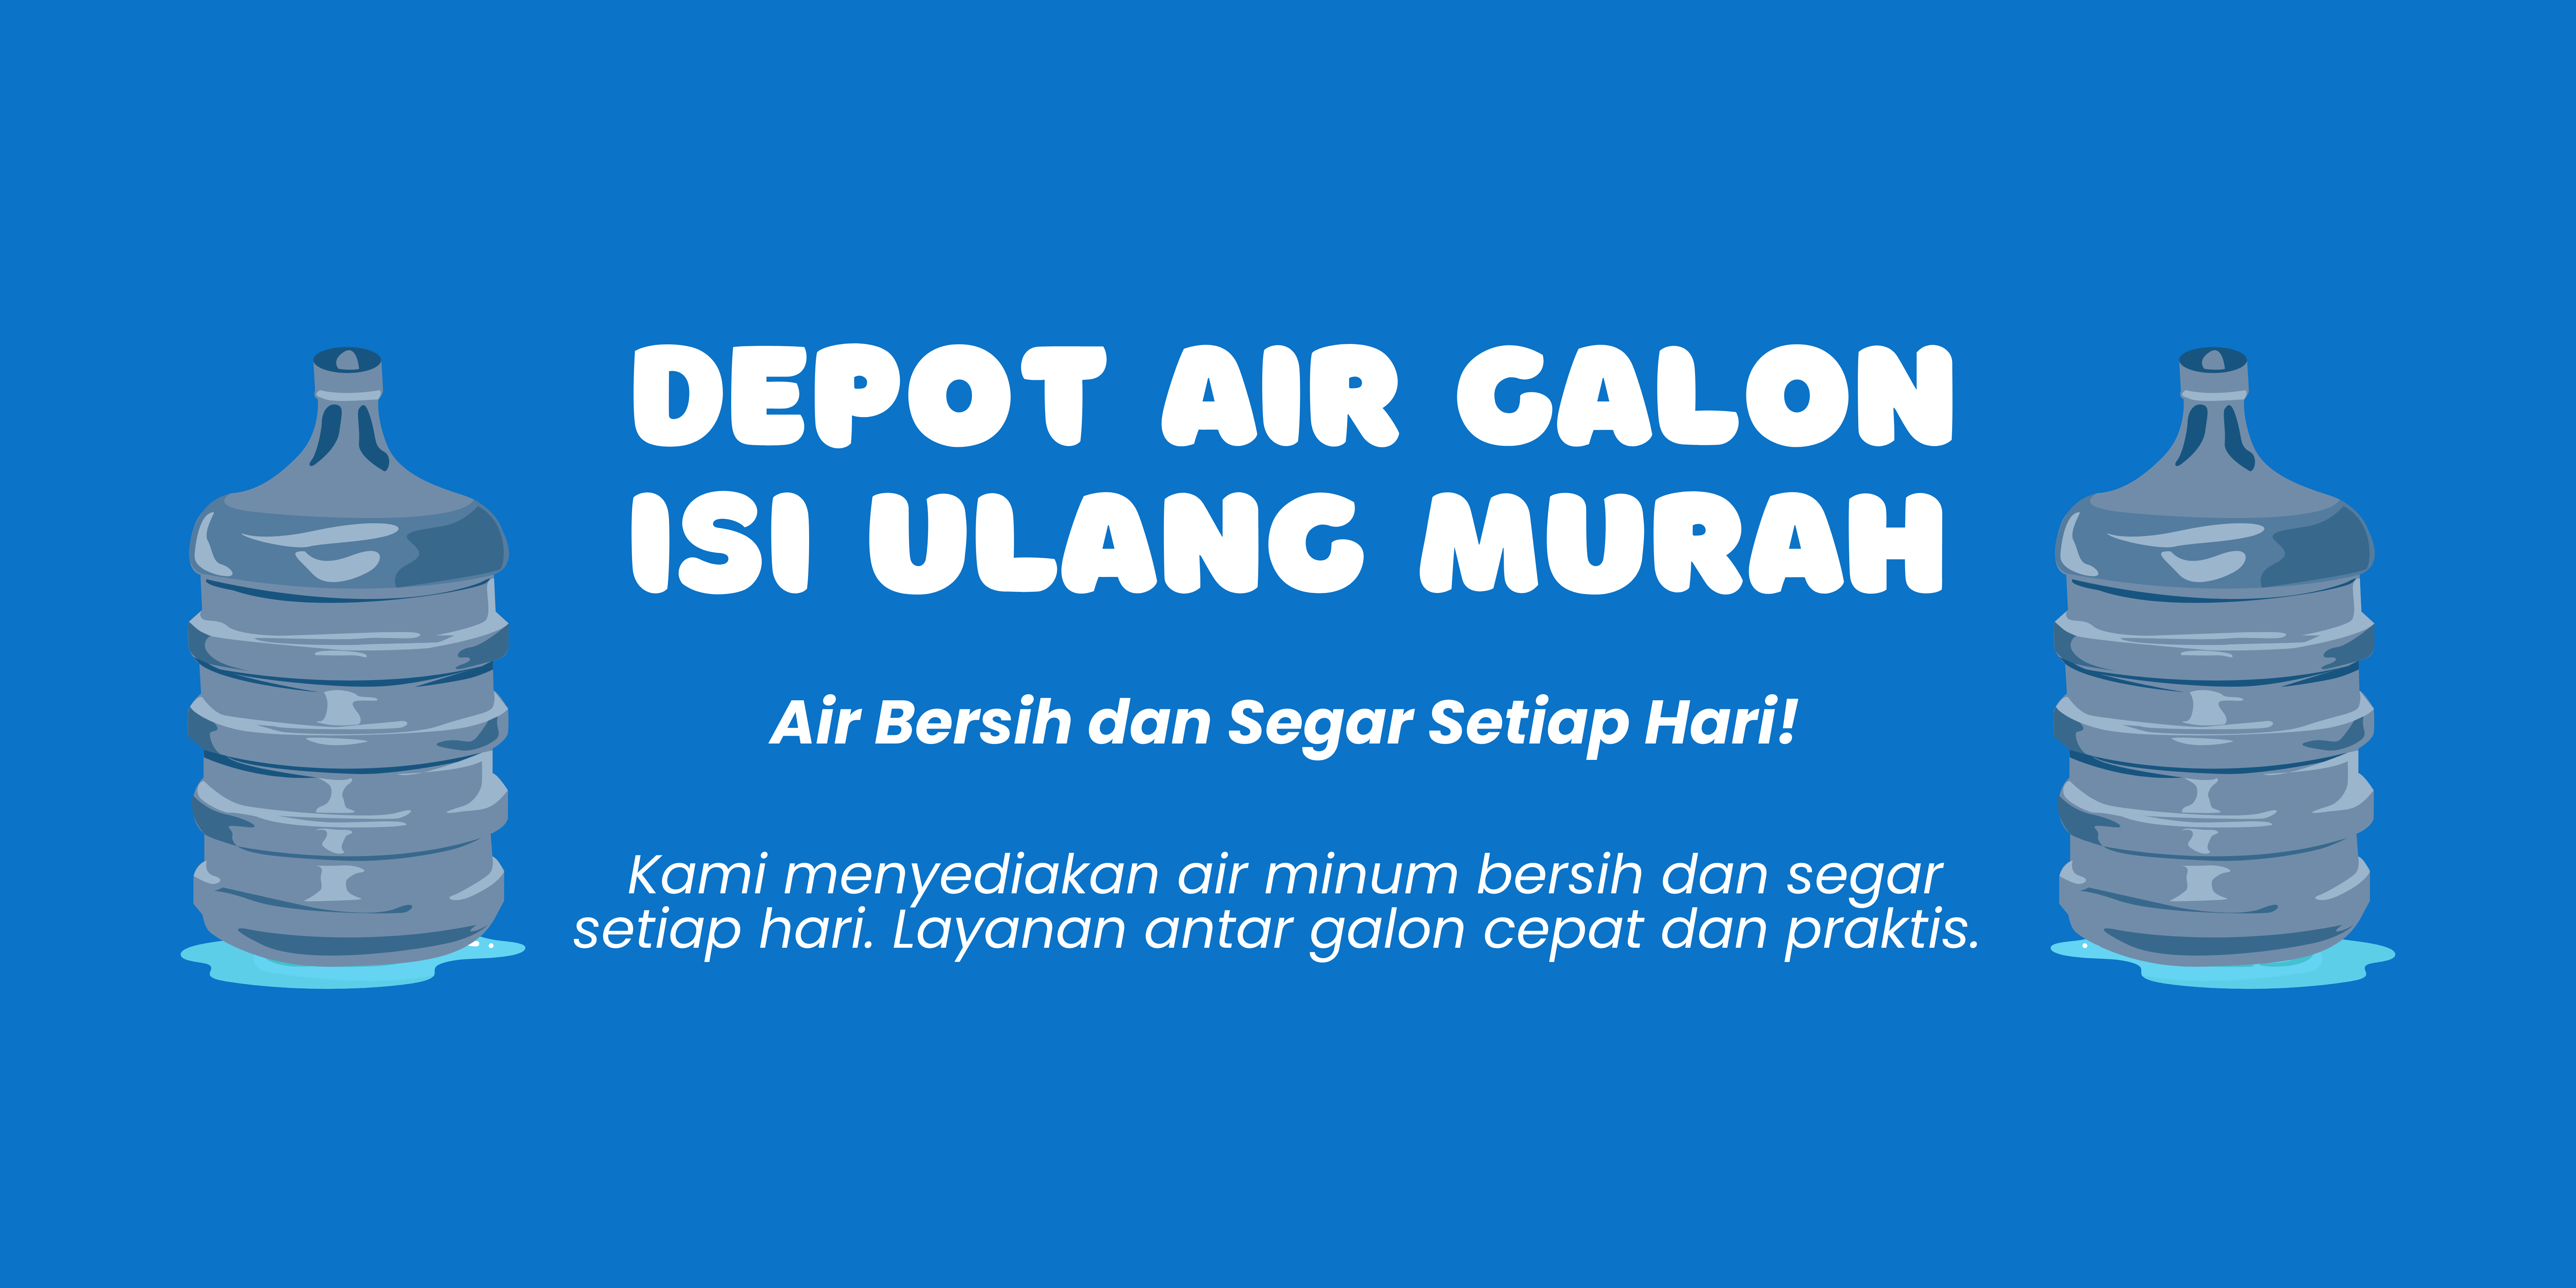 DEPOT AIR GALON
ISI ULANG MURAH
Air Bersih dan Segar Setiap Hari!
Kami menyediakan air minum bersih dan segar
setiap hari. Layanan antar galon cepat dan praktis.